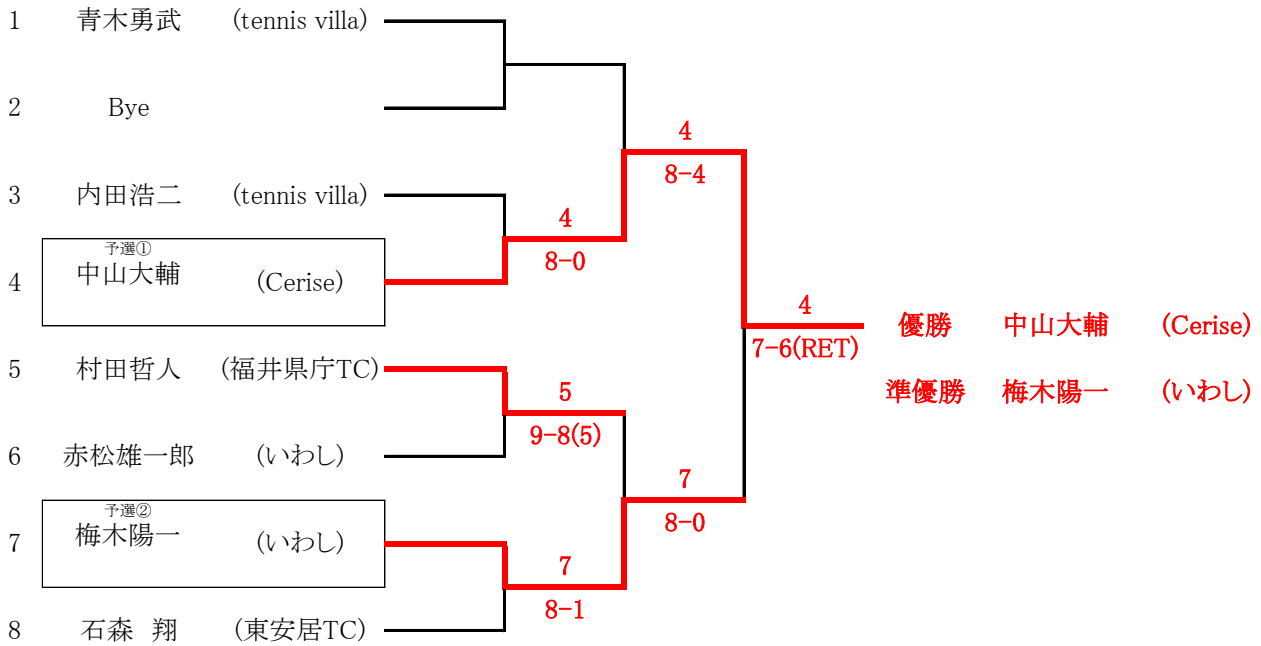 1 青木勇武 (tennis villa)
2 Bye
4
8-4
3 内田浩二 (tennis villa)
4
8-0
予選①
4 中山大輔 (Cerise)
4
7-6(RET)
優勝 中山大輔 (Cerise)
準優勝 梅木陽一 (いわし)
5 村田哲人 (福井県庁TC)
5
9-8(5)
6 赤松雄一郎 (いわし)
7
8-0
予選②
7 梅木陽一 (いわし)
7
8-1
8 石森 翔 (東安居TC)